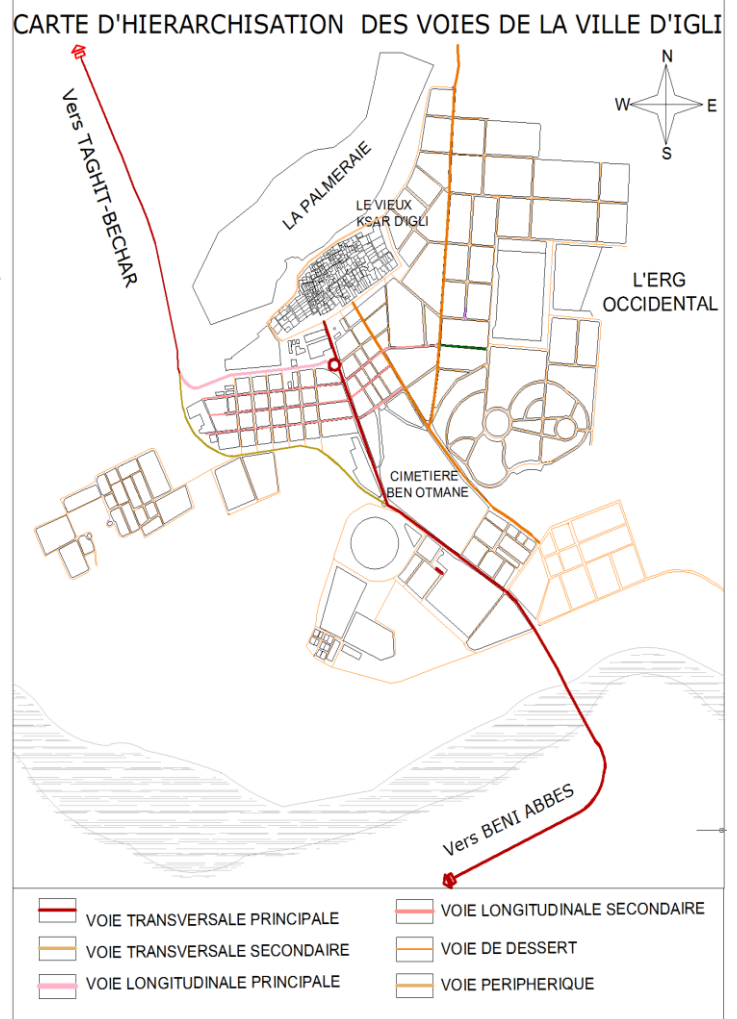 CARTE D'HIERARCHISATION DES VOIES DE LA VILLE D'IGLI
N
W
E
S
Vers TAGHIT-BECHAR
LA PALMERAIE
LE VIEUX
KSAR D'IGLI
L'ERG
OCCIDENTAL
CIMETIERE
BEN OTMANE
Vers BENI ABBES
VOIE TRANSVERSALE PRINCIPALE
VOIE TRANSVERSALE SECONDAIRE
VOIE LONGITUDINALE PRINCIPALE
VOIE LONGITUDINALE SECONDAIRE
VOIE DE DESSERT
VOIE PERIPHERIQUE